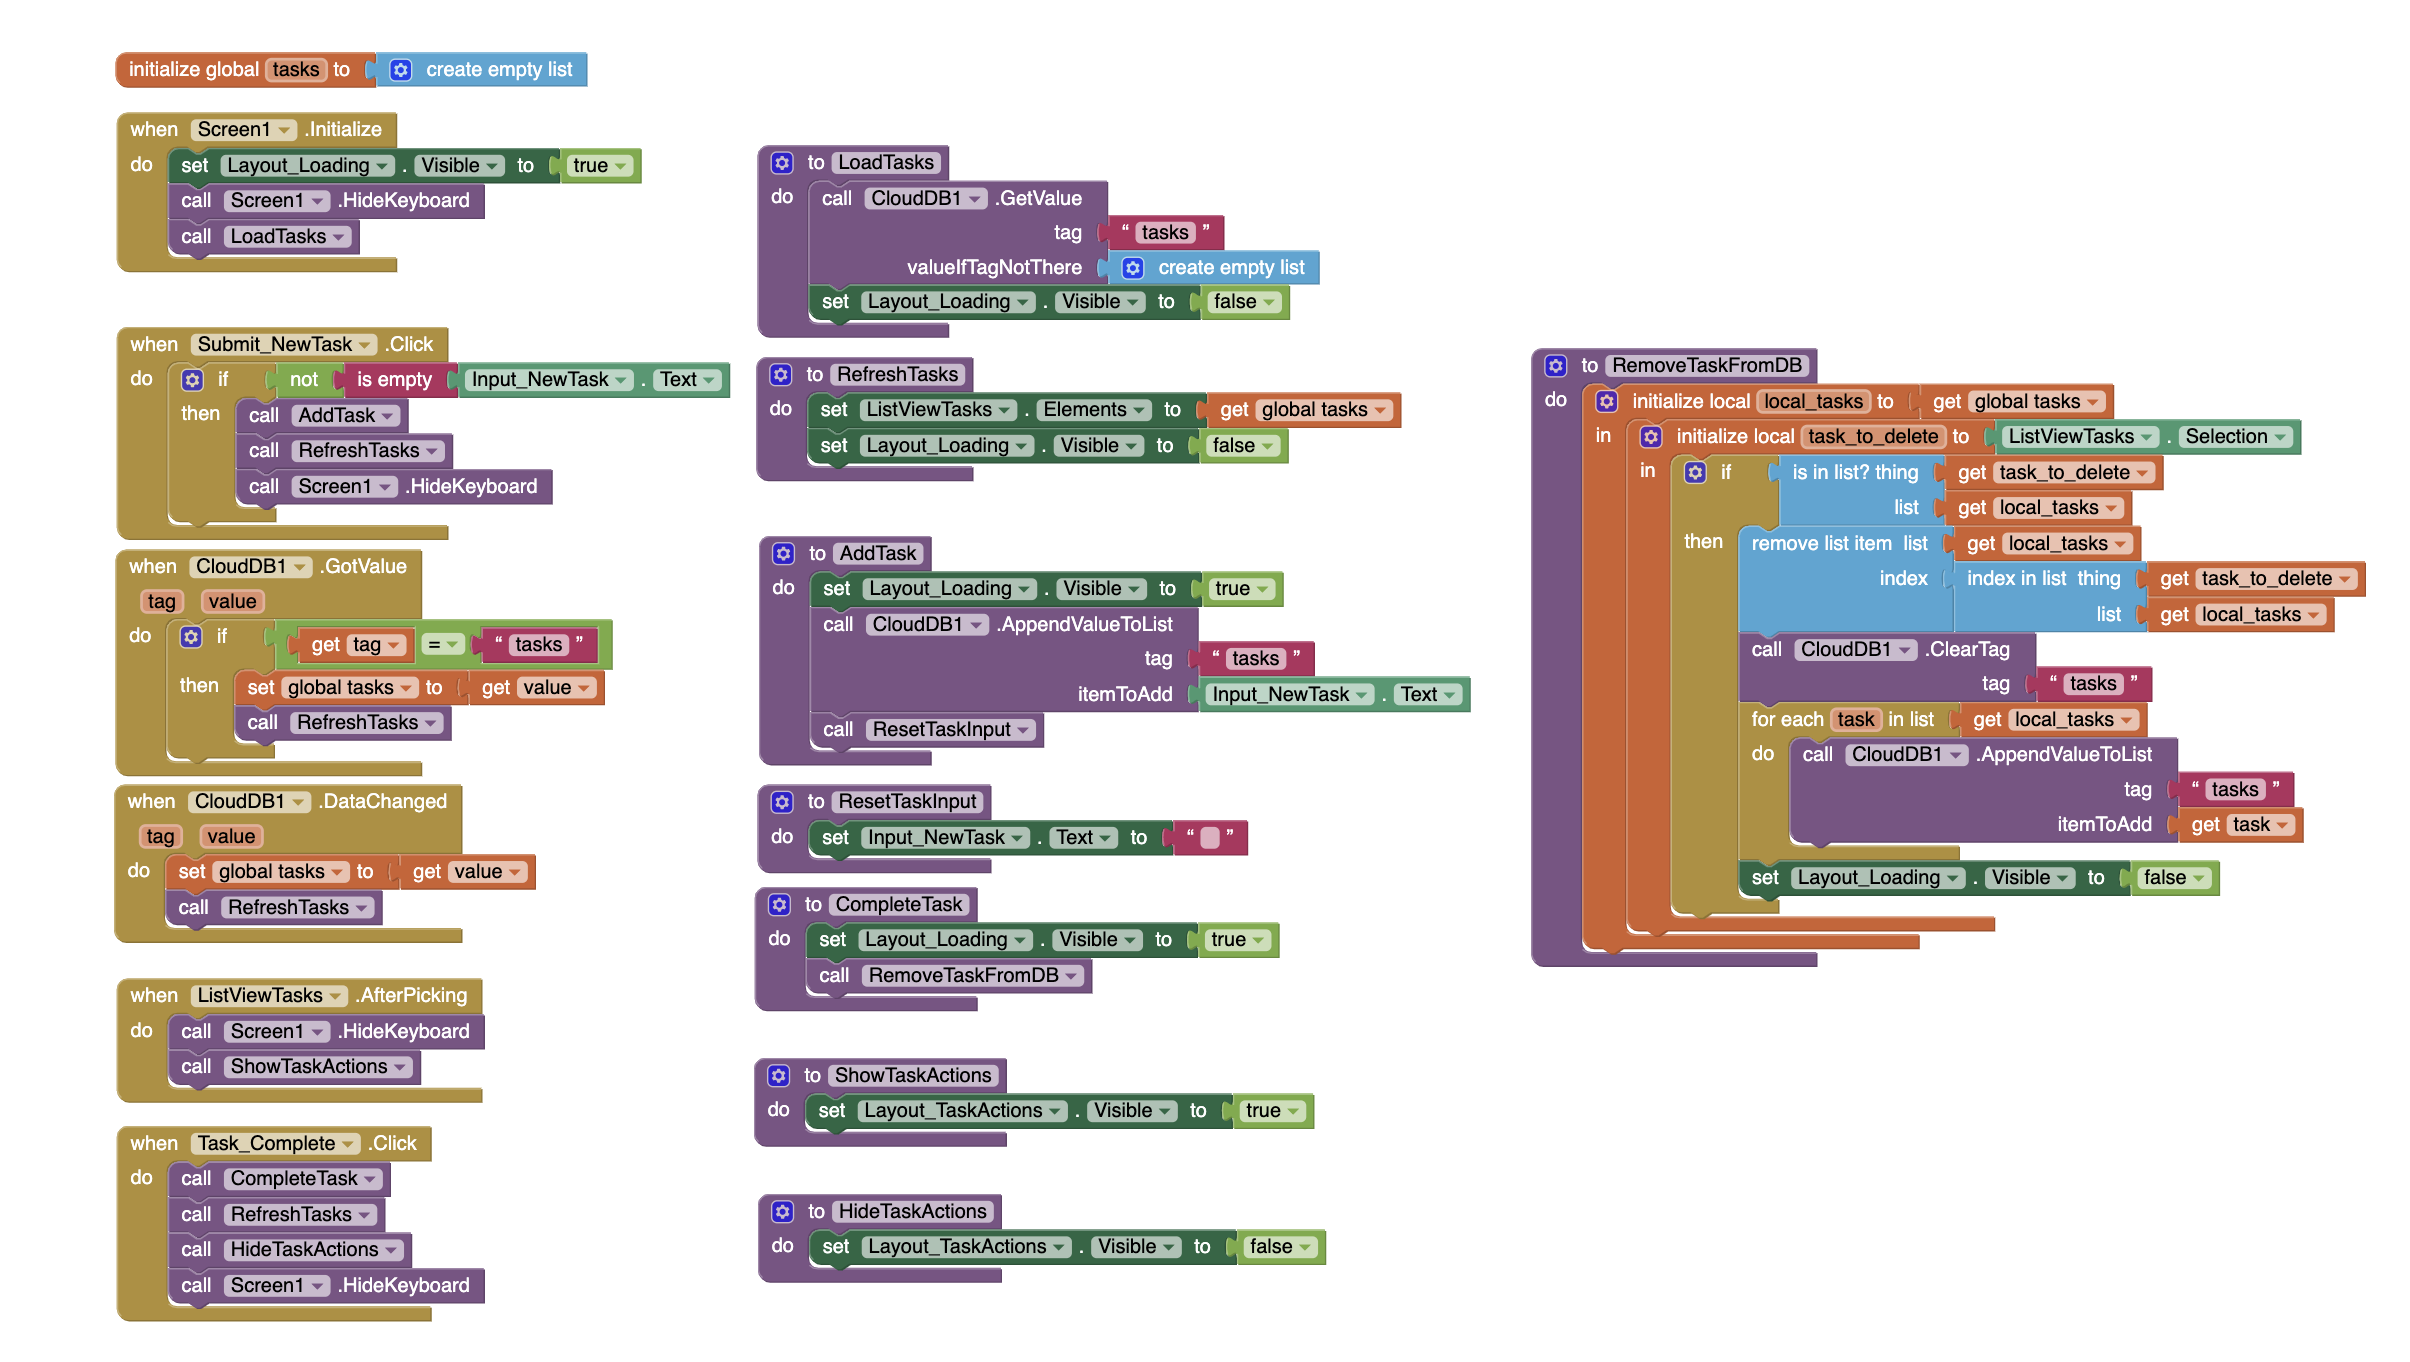 initialize global tasks to create empty list
when Screen1 .Initialize
do set Layout_Loading . Visible to true
call Screen1 .HideKeyboard
call LoadTasks
when Submit_NewTask .Click
do if not is empty Input_NewTask . Text
then call AddTask
call RefreshTasks
call Screen1 .HideKeyboard
when CloudDB1 .GotValue
tag value
do if get tag = “ tasks ”
then set global tasks to get value
call RefreshTasks
when CloudDB1 .DataChanged
tag value
do set global tasks to get value
call RefreshTasks
when ListViewTasks .AfterPicking
do call Screen1 .HideKeyboard
call ShowTaskActions
when Task_Complete .Click
do call CompleteTask
call RefreshTasks
call HideTaskActions
call Screen1 .HideKeyboard
to LoadTasks
do call CloudDB1 .GetValue
tag “ tasks ”
valueIfTagNotThere create empty list
set Layout_Loading . Visible to false
to RefreshTasks
do set ListViewTasks . Elements to get global tasks
set Layout_Loading . Visible to false
to AddTask
do set Layout_Loading . Visible to true
call CloudDB1 .AppendValueToList
tag “ tasks ”
itemToAdd Input_NewTask . Text
call ResetTaskInput
to ResetTaskInput
do set Input_NewTask . Text to “ ”
to CompleteTask
do set Layout_Loading . Visible to true
call RemoveTaskFromDB
to ShowTaskActions
do set Layout_TaskActions . Visible to true
to HideTaskActions
do set Layout_TaskActions . Visible to false
to RemoveTaskFromDB
do initialize local local_tasks to get global tasks
in initialize local task_to_delete to ListViewTasks . Selection
in if is in list? thing get task_to_delete
list get local_tasks
then remove list item list get local_tasks
index index in list thing get task_to_delete
list get local_tasks
call CloudDB1 .ClearTag
tag “ tasks ”
for each task in list get local_tasks
do call CloudDB1 .AppendValueToList
tag “ tasks ”
itemToAdd get task
set Layout_Loading . Visible to false